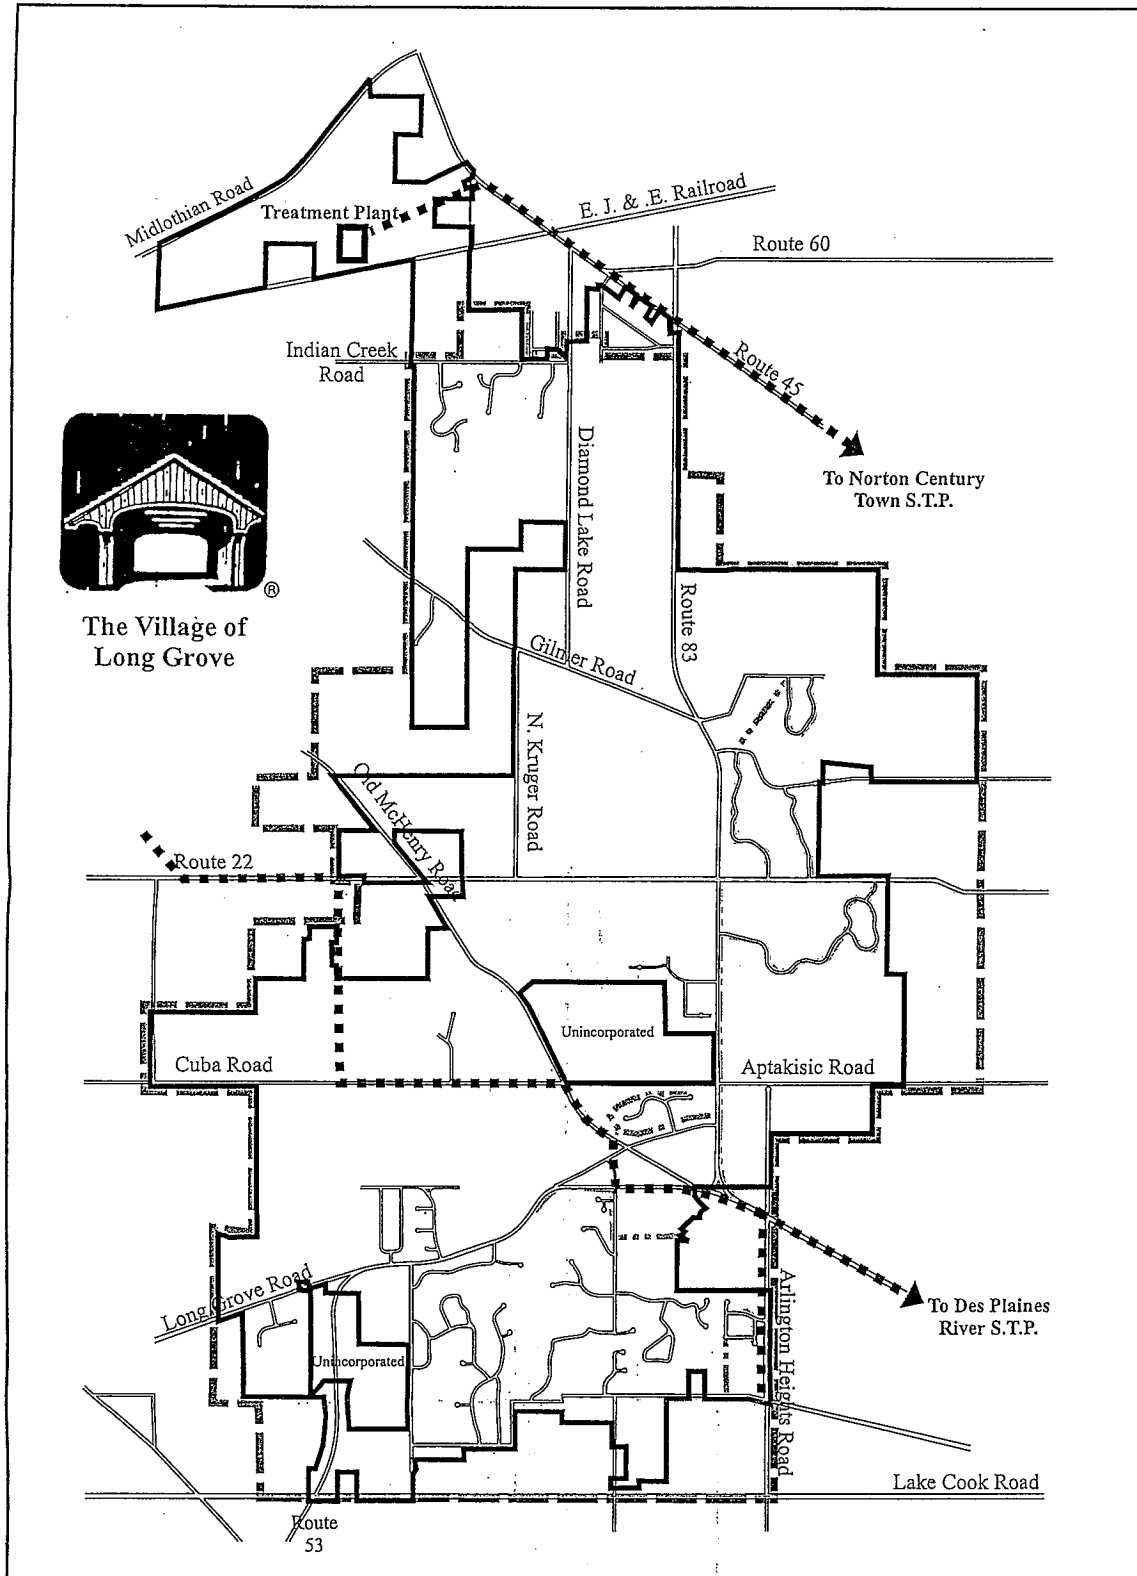 Midlothian Road
Treatment Plant
E. J. & E. Railroad
Route 60
Indian Creek
Road
Route 45
To Norton Century
Town S.T.P.
Diamond Lake Road
®
The Village of
Long Grove
Route 83
Gilmer Road
N. Kruger Road
Old McHenry Road
Route 22
Unincorporated
Cuba Road
Aptakisic Road
Long Grove Road
To Des Plaines
River S.T.P.
Arlington Heights Road
Unincorporated
Lake Cook Road
Route
53